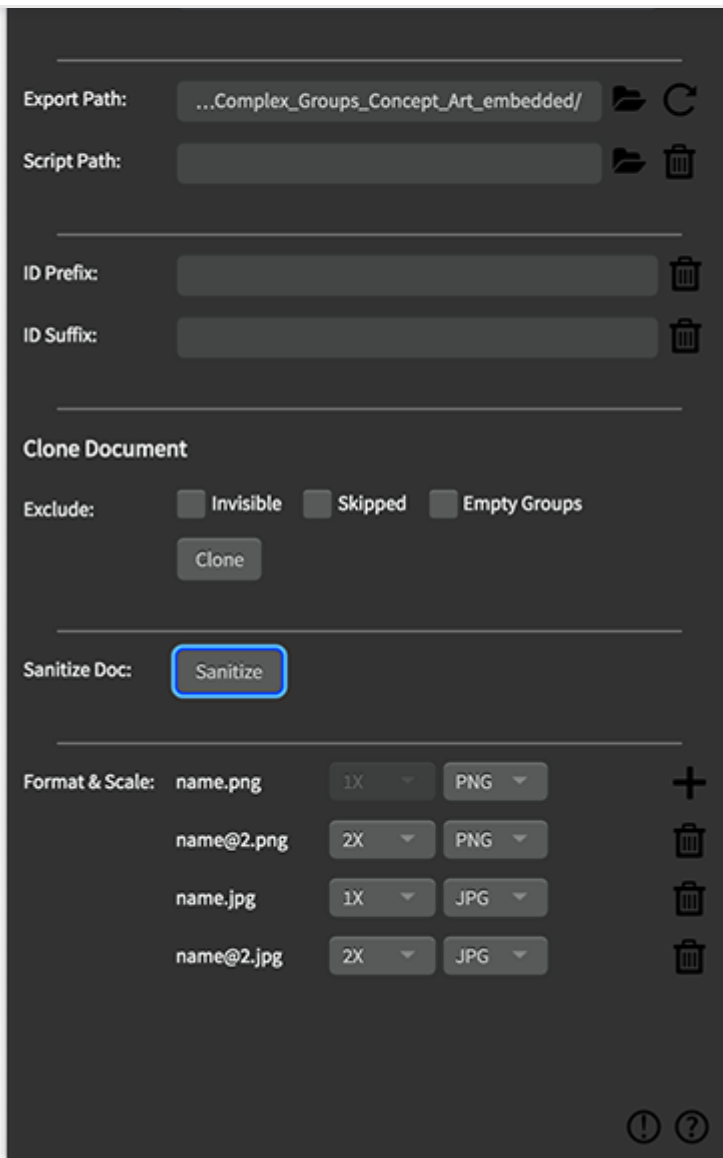 Export Path: ...Complex_Groups_Concept_Art_embedded/
Script Path:
ID Prefix:
ID Suffix:
Clone Document
Exclude: Invisible Skipped Empty Groups
Clone
Sanitize Doc: Sanitize
Format & Scale: name.png 1X PNG
name@2.png 2X PNG
name.jpg 1X JPG
name@2.jpg 2X JPG